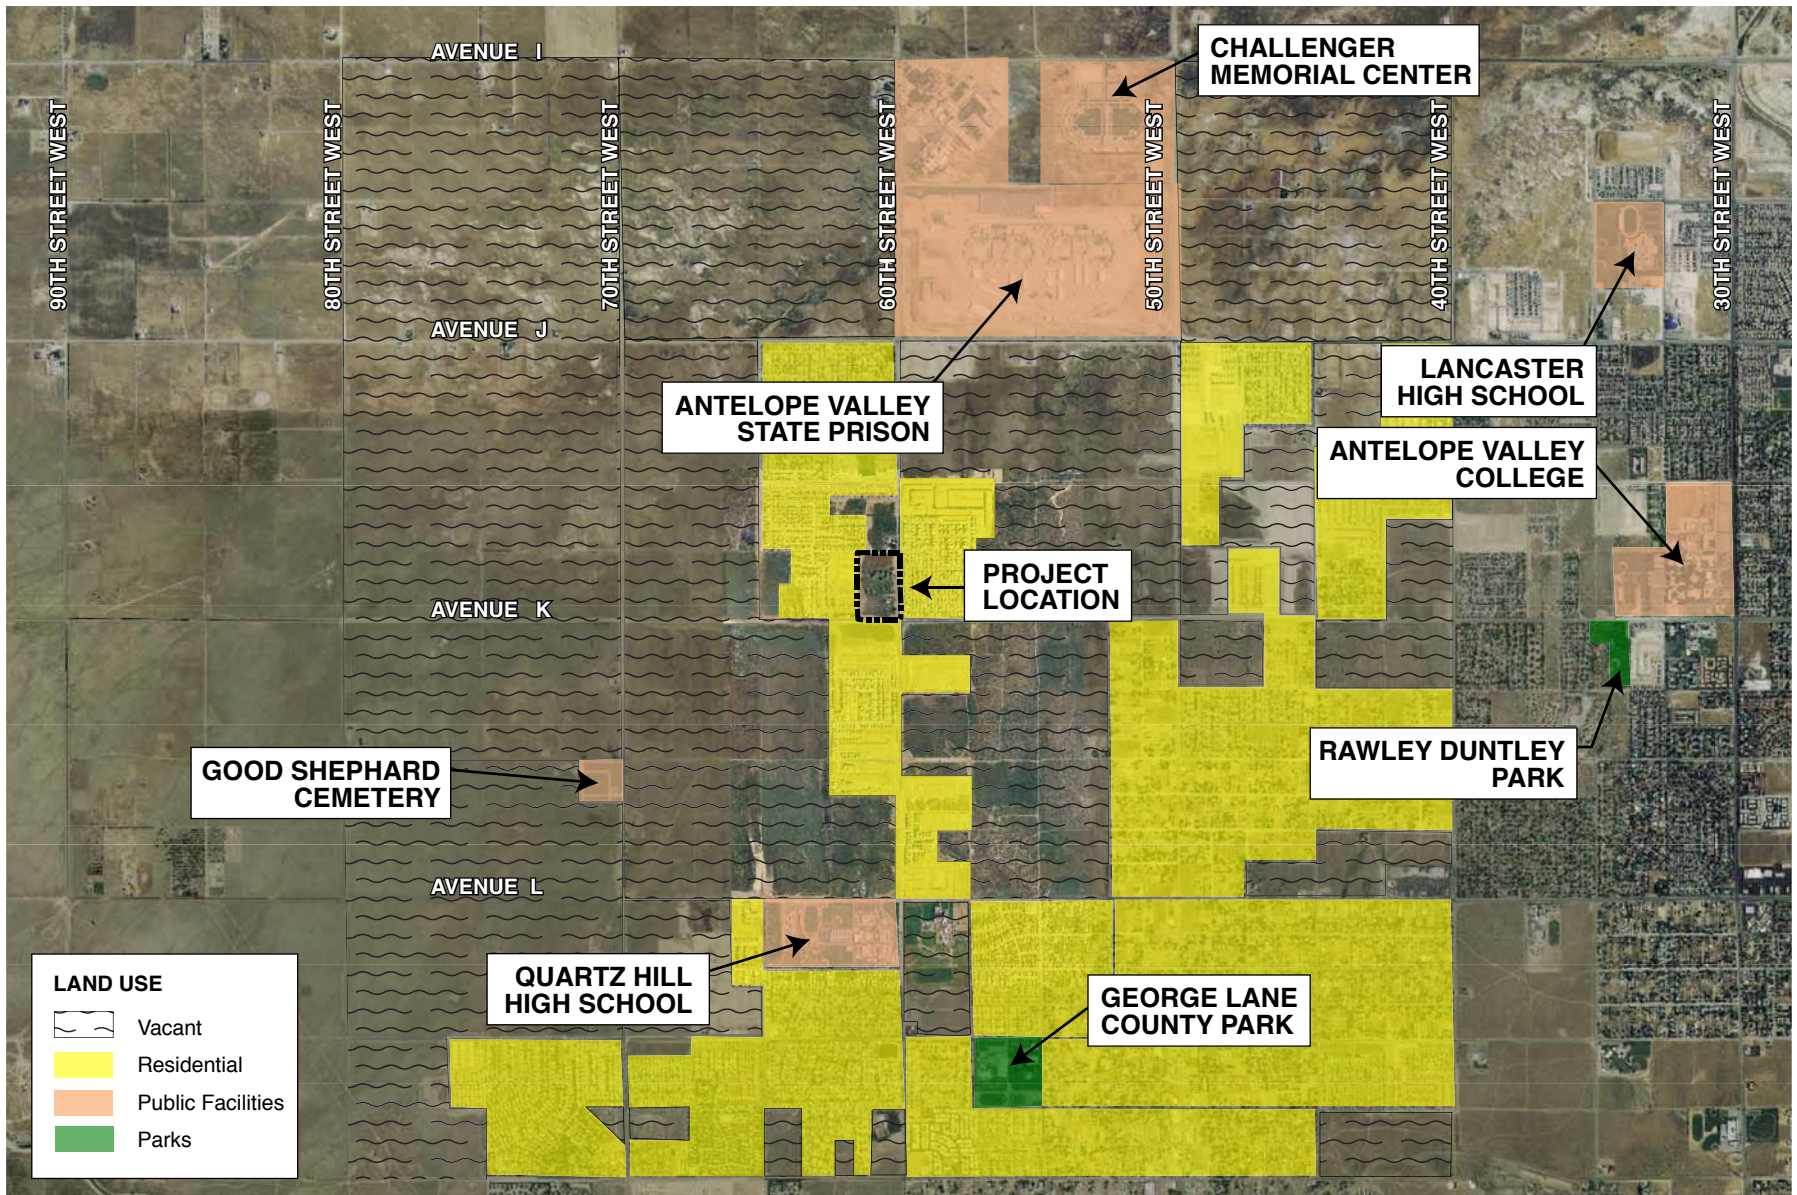 AVENUE I
CHALLENGER
MEMORIAL CENTER
90TH STREET WEST
80TH STREET WEST
70TH STREET WEST
60TH STREET WEST
50TH STREET WEST
40TH STREET WEST
30TH STREET WEST
AVENUE J
LANCASTER
HIGH SCHOOL
ANTELOPE VALLEY
STATE PRISON
ANTELOPE VALLEY
COLLEGE
PROJECT
LOCATION
AVENUE K
RAWLEY DUNTLEY
PARK
GOOD SHEPHARD
CEMETERY
AVENUE L
QUARTZ HILL
HIGH SCHOOL
GEORGE LANE
COUNTY PARK
LAND USE
Vacant
Residential
Public Facilities
Parks